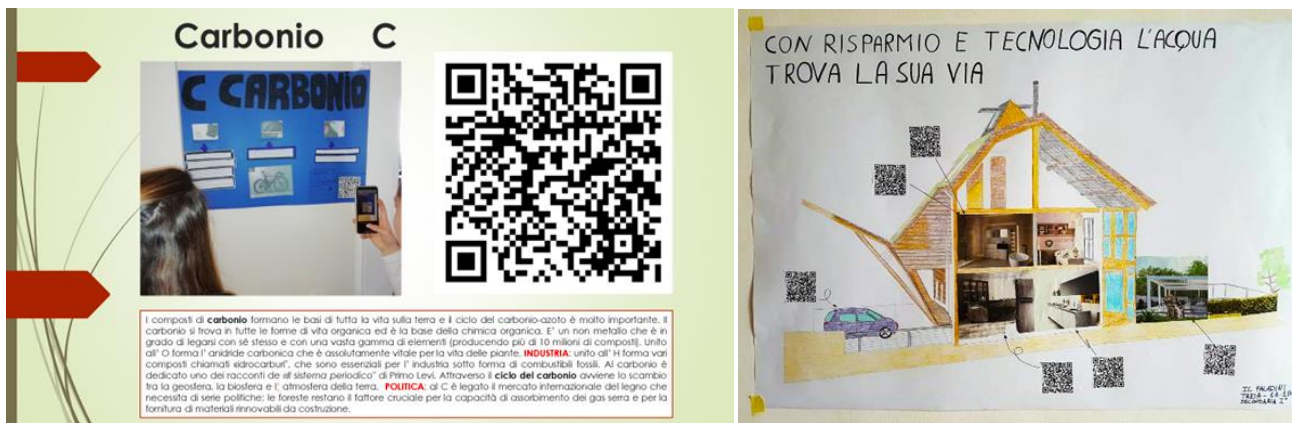 Carbonio C
C CARBONIO
I composti di carbonio formano le basi di tutta la vita sulla terra e il ciclo del carbonio-azoto è molto importante. Il
carbonio si trova in tutte le forme di vita organica ed è la base della chimica organica. E' un non metallo che è in
grado di legarsi con sé stesso e con una vasta gamma di elementi (producendo più di 10 milioni di composti). Unito
all' O forma l' anidride carbonica che è assolutamente vitale per la vita delle piante. INDUSTRIA: unito all' H forma vari
composti chiamati idrocarburi", che sono essenziali per l' industria sotto forma di combustibili fossili. Al carbonio è
dedicato uno dei racconti de «Il sistema periodico" di Primo Levi. Attraverso il ciclo del carbonio avviene lo scambio
tra la geosfera, la biosfera e l' atmosfera della terra. POLITICA: al C è legato il mercato internazionale del legno che
necessita di serie politiche: le foreste restano il fattore cruciale per la capacità di assorbimento dei gas serra e per la
fornitura di materiali rinnovabili da costruzione.
CON RISPARMIO E TECNOLOGIA L'ACQUA
TROVA LA SUA VIA
I.C. PALADINI
TREIA
SECONDARIA I°